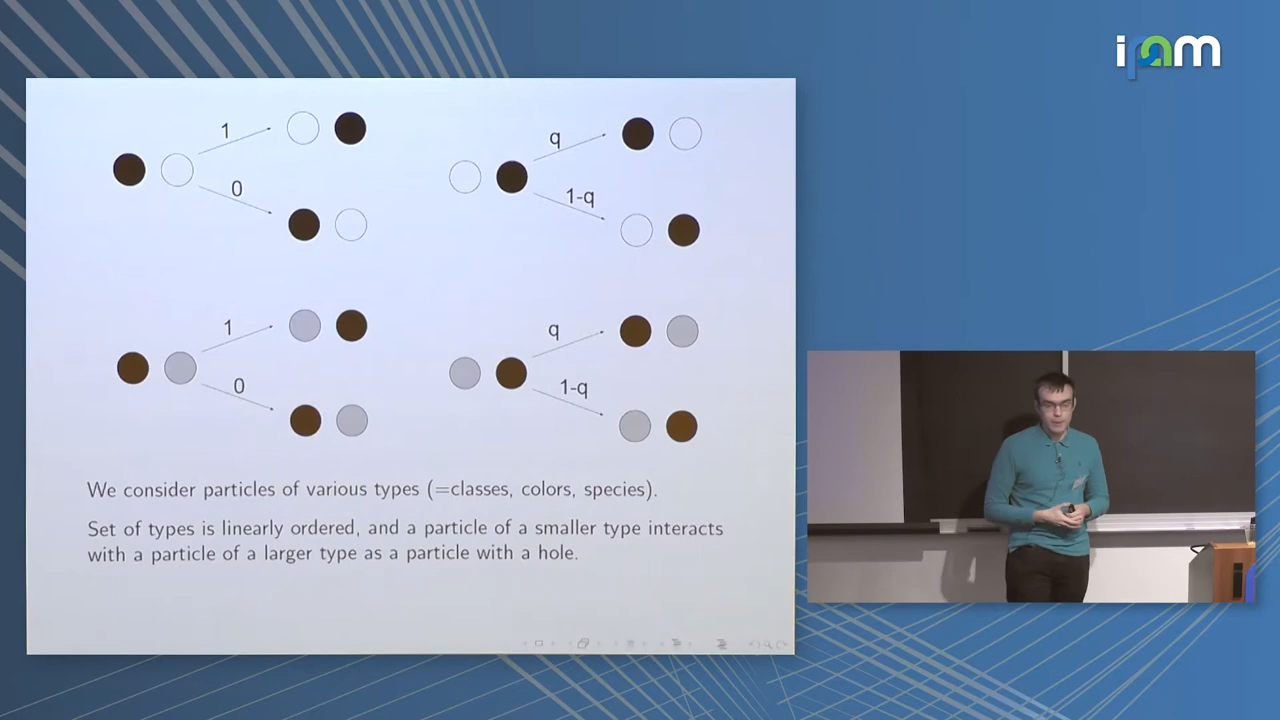 ipam
1
0
q
1-q
1
0
q
1-q
We consider particles of various types (=classes, colors, species).
Set of types is linearly ordered, and a particle of a smaller type interacts
with a particle of a larger type as a particle with a hole.